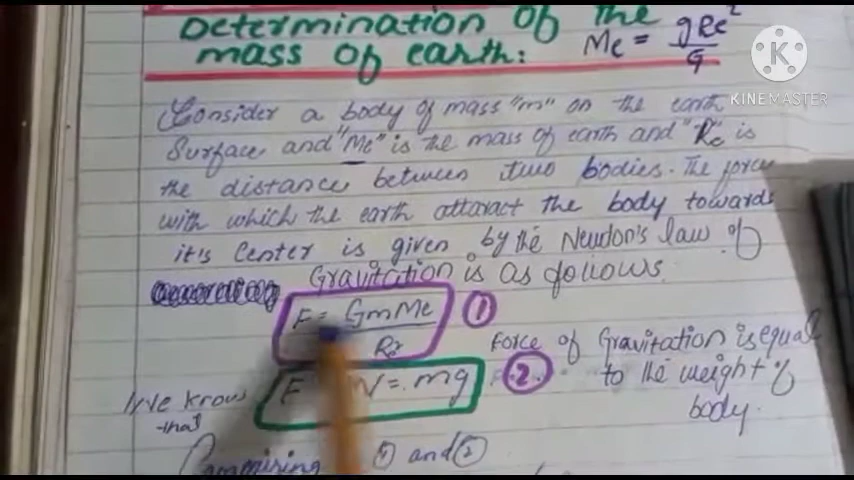 Determination of the
mass of earth: Me = gRe²/G
KINEMASTER
Consider a body of mass "m" on the earth
Surface and "Me" is the mass of earth and "Re" is
the distance between two bodies. The force
with which the earth attaract the body towards
it's Center is given by the Newton's law of
Gravitation is as follows.
F = GmMe/Re ①
Force of Gravitation is equal
F W = mg ② to the weight of
we know body.
that
① and ②